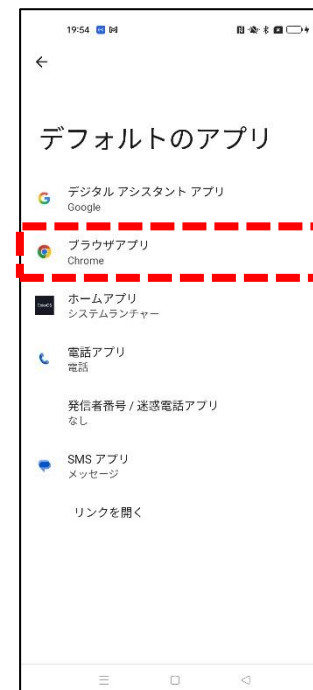 19:54
デフォルトのアプリ
デジタル アシスタント アプリ
Google
ブラウザアプリ
Chrome
ホームアプリ
システムランチャー
電話アプリ
電話
発信者番号 / 迷惑電話アプリ
なし
SMS アプリ
メッセージ
リンクを開く